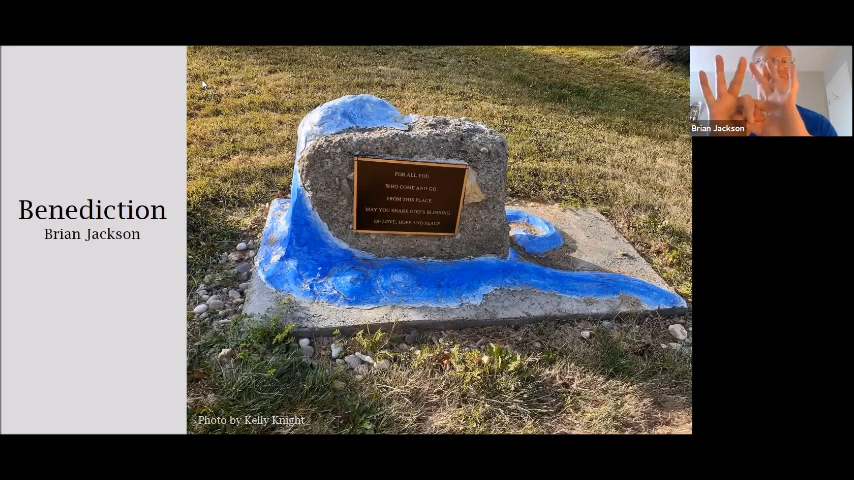 Benediction
Brian Jackson
FOR ALL YOU
WHO COME AND GO
FROM THIS PLACE,
MAY YOU SHARE GOD'S BLESSING
OF LOVE, HOPE AND PEACE
Photo by Kelly Knight
Brian Jackson